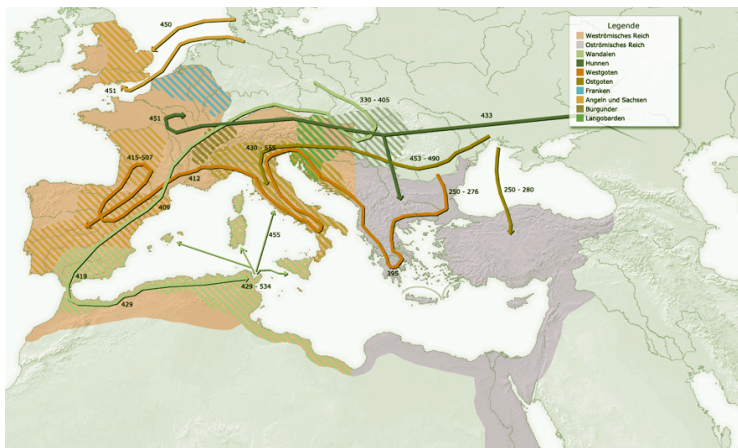 450
451
Legende
Weströmisches Reich
Oströmisches Reich
Wandalen
Hunnen
Westgoten
Ostgoten
Franken
Angeln und Sachsen
Burgunder
Langobarden
330 - 405
451
433
415-507
430 - 555
453 - 490
412
409
250 - 276
250 - 280
455
419
395
429 - 534
429